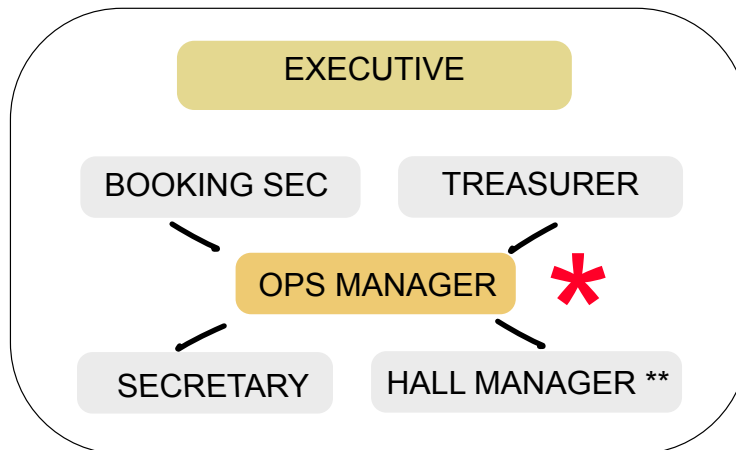 EXECUTIVE
BOOKING SEC
TREASURER
OPS MANAGER *
SECRETARY
HALL MANAGER **